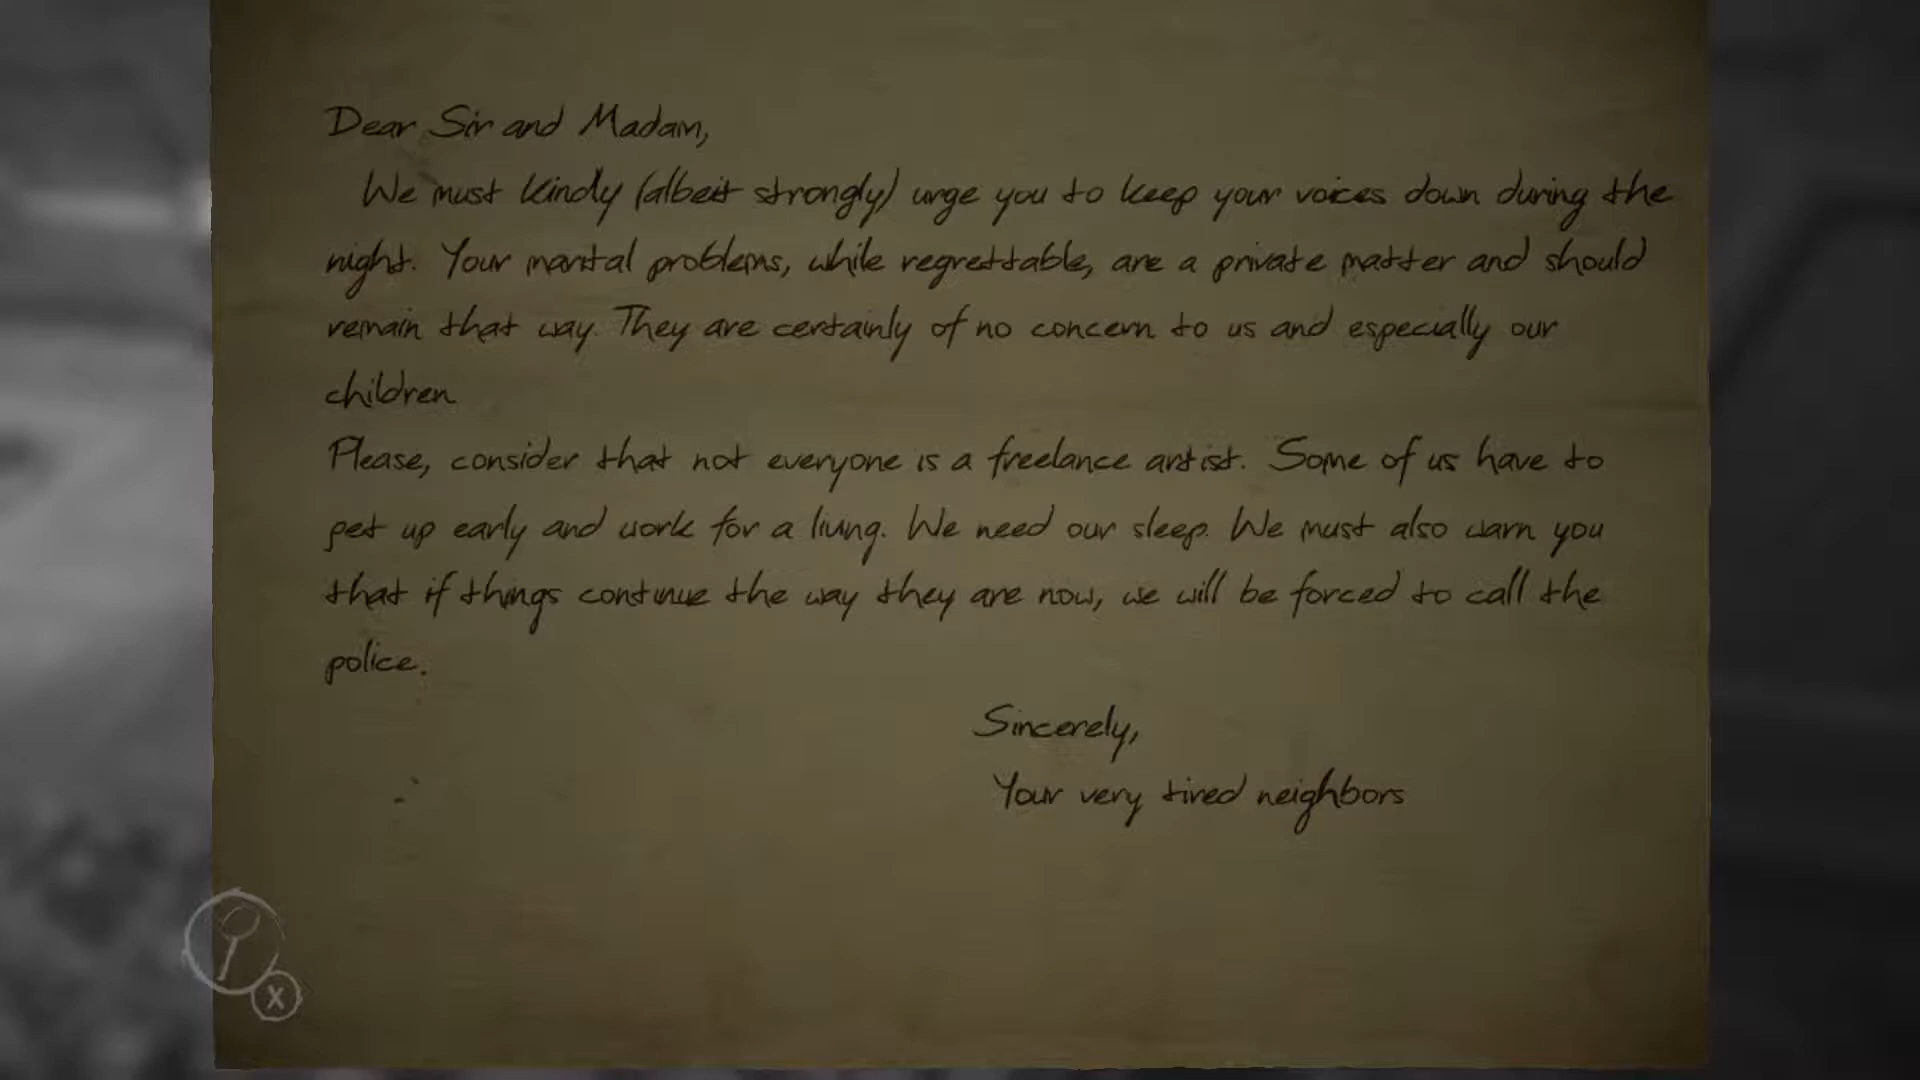 Dear Sir and Madam,
We must kindy (albeit strongly) urge you to keep your voices down during the
night. Your marital problems, while regrettable, are a private matter and should
remain that way. They are certainly of no concern to us and especially our
children.
Please, consider that not everyone is a freelance artist. Some of us have to
get up early and work for a living. We need our sleep. We must also warn you
that if things continue the way they are now, we will be forced to call the
police.
Sincerely,
Your very tired neighbors
X